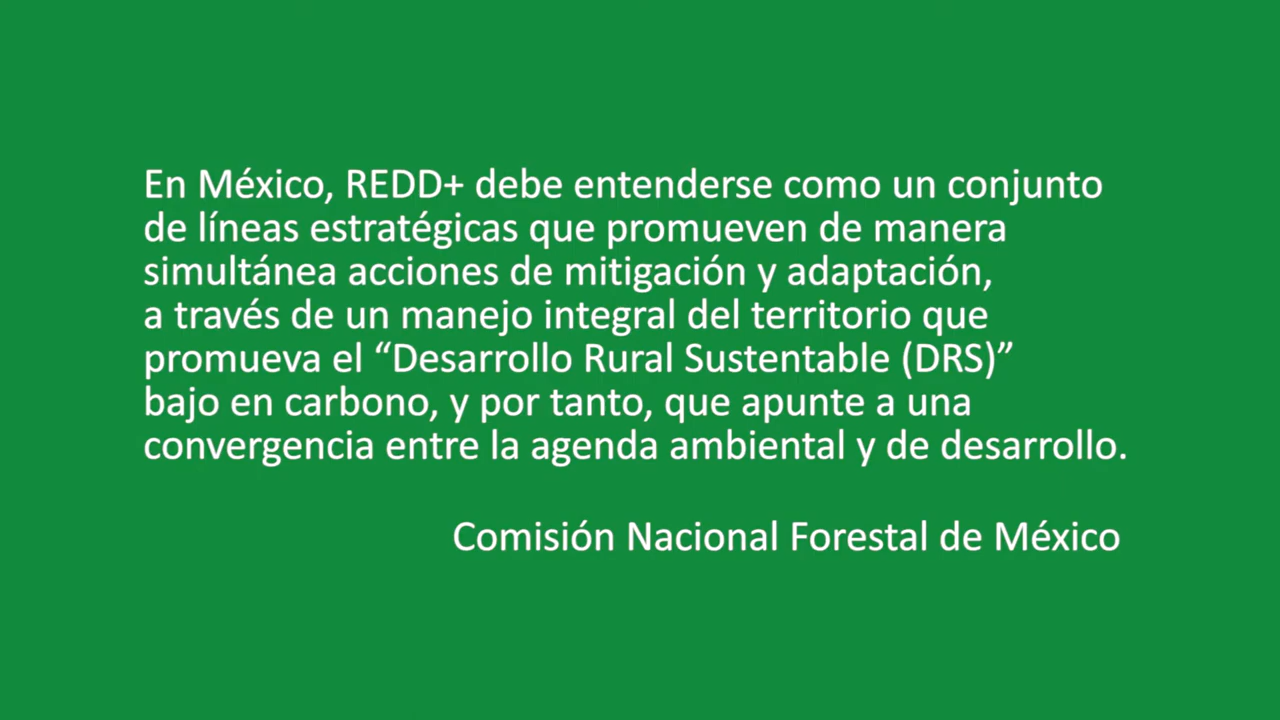 En México, REDD+ debe entenderse como un conjunto
de líneas estratégicas que promueven de manera
simultánea acciones de mitigación y adaptación,
a través de un manejo integral del territorio que
promueva el “Desarrollo Rural Sustentable (DRS)”
bajo en carbono, y por tanto, que apunte a una
convergencia entre la agenda ambiental y de desarrollo.
Comisión Nacional Forestal de México